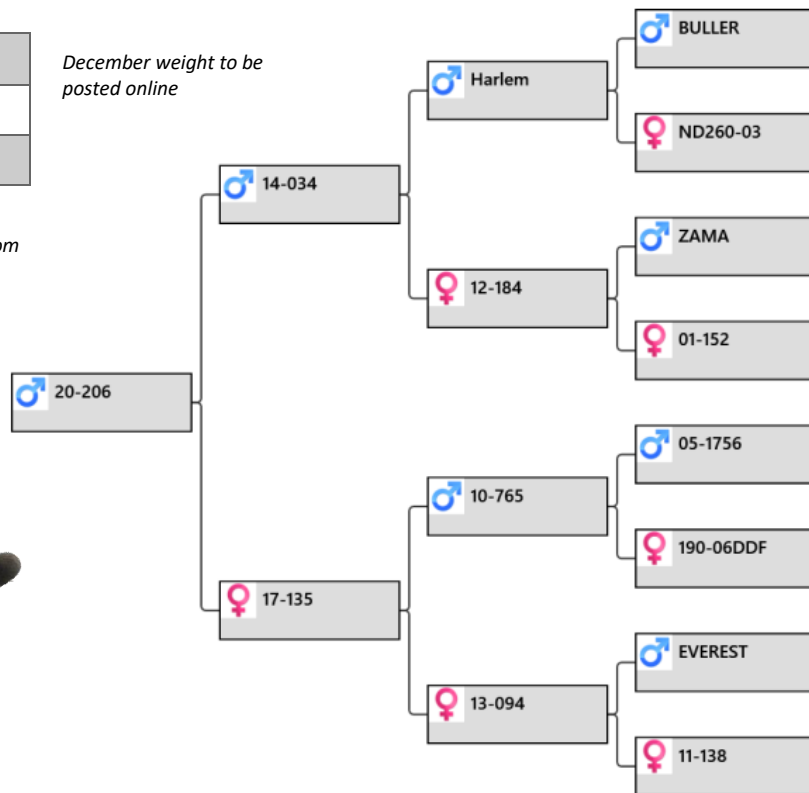 December weight to be
posted online
om
20-206
14-034
17-135
Harlem
12-184
10-765
13-094
BULLER
ND260-03
ZAMA
01-152
05-1756
190-06DDF
EVEREST
11-138